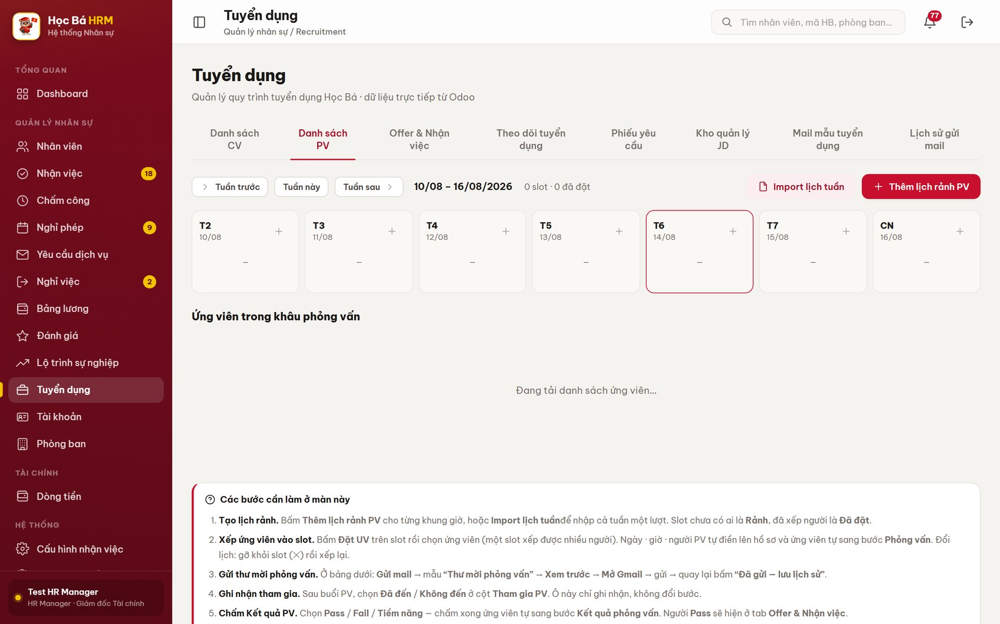 Học Bá HRM
Hệ thống Nhân sự
TỔNG QUAN
Dashboard
QUẢN LÝ NHÂN SỰ
Nhân viên
Nhận việc 18
Chấm công
Nghỉ phép 9
Yêu cầu dịch vụ
Nghỉ việc 2
Bảng lương
Đánh giá
Lộ trình sự nghiệp
Tuyển dụng
Tài khoản
Phòng ban
TÀI CHÍNH
Dòng tiền
HỆ THỐNG
Cấu hình nhận việc
Test HR Manager
HR Manager · Giám đốc Tài chính
Tuyển dụng
Quản lý nhân sự / Recruitment
Tìm nhân viên, mã HB, phòng ban...
77
Tuyển dụng
Quản lý quy trình tuyển dụng Học Bá · dữ liệu trực tiếp từ Odoo
Danh sách CV
Danh sách PV
Offer & Nhận việc
Theo dõi tuyển dụng
Phiếu yêu cầu
Kho quản lý JD
Mail mẫu tuyển dụng
Lịch sử gửi mail
Tuần trước
Tuần này
Tuần sau
10/08 – 16/08/2026
0 slot · 0 đã đặt
Import lịch tuần
Thêm lịch rảnh PV
T2
10/08
–
T3
11/08
–
T4
12/08
–
T5
13/08
–
T6
14/08
–
T7
15/08
–
CN
16/08
–
Ứng viên trong khâu phỏng vấn
Đang tải danh sách ứng viên...
Các bước cần làm ở màn này
1. Tạo lịch rảnh. Bấm Thêm lịch rảnh PV cho từng khung giờ, hoặc Import lịch tuầnđể nhập cả tuần một lượt. Slot chưa có ai là Rảnh, đã xếp người là Đã đặt.
2. Xếp ứng viên vào slot. Bấm Đặt UV trên slot rồi chọn ứng viên (một slot xếp được nhiều người). Ngày · giờ · người PV tự điền lên hồ sơ và ứng viên tự sang bước Phỏng vấn. Đổi
lịch: gỡ khỏi slot (✕) rồi xếp lại.
3. Gửi thư mời phỏng vấn. Ở bảng dưới: Gửi mail → mẫu “Thư mời phỏng vấn” → Xem trước → Mở Gmail → gửi → quay lại bấm “Đã gửi — lưu lịch sử”.
4. Ghi nhận tham gia. Sau buổi PV, chọn Đã đến / Không đến ở cột Tham gia PV. Ô này chỉ ghi nhận, không đổi bước.
5. Chấm Kết quả PV. Chọn Pass / Fail / Tiềm năng — chấm xong ứng viên tự sang bước Kết quả phỏng vấn. Người Pass sẽ hiện ở tab Offer & Nhận việc.